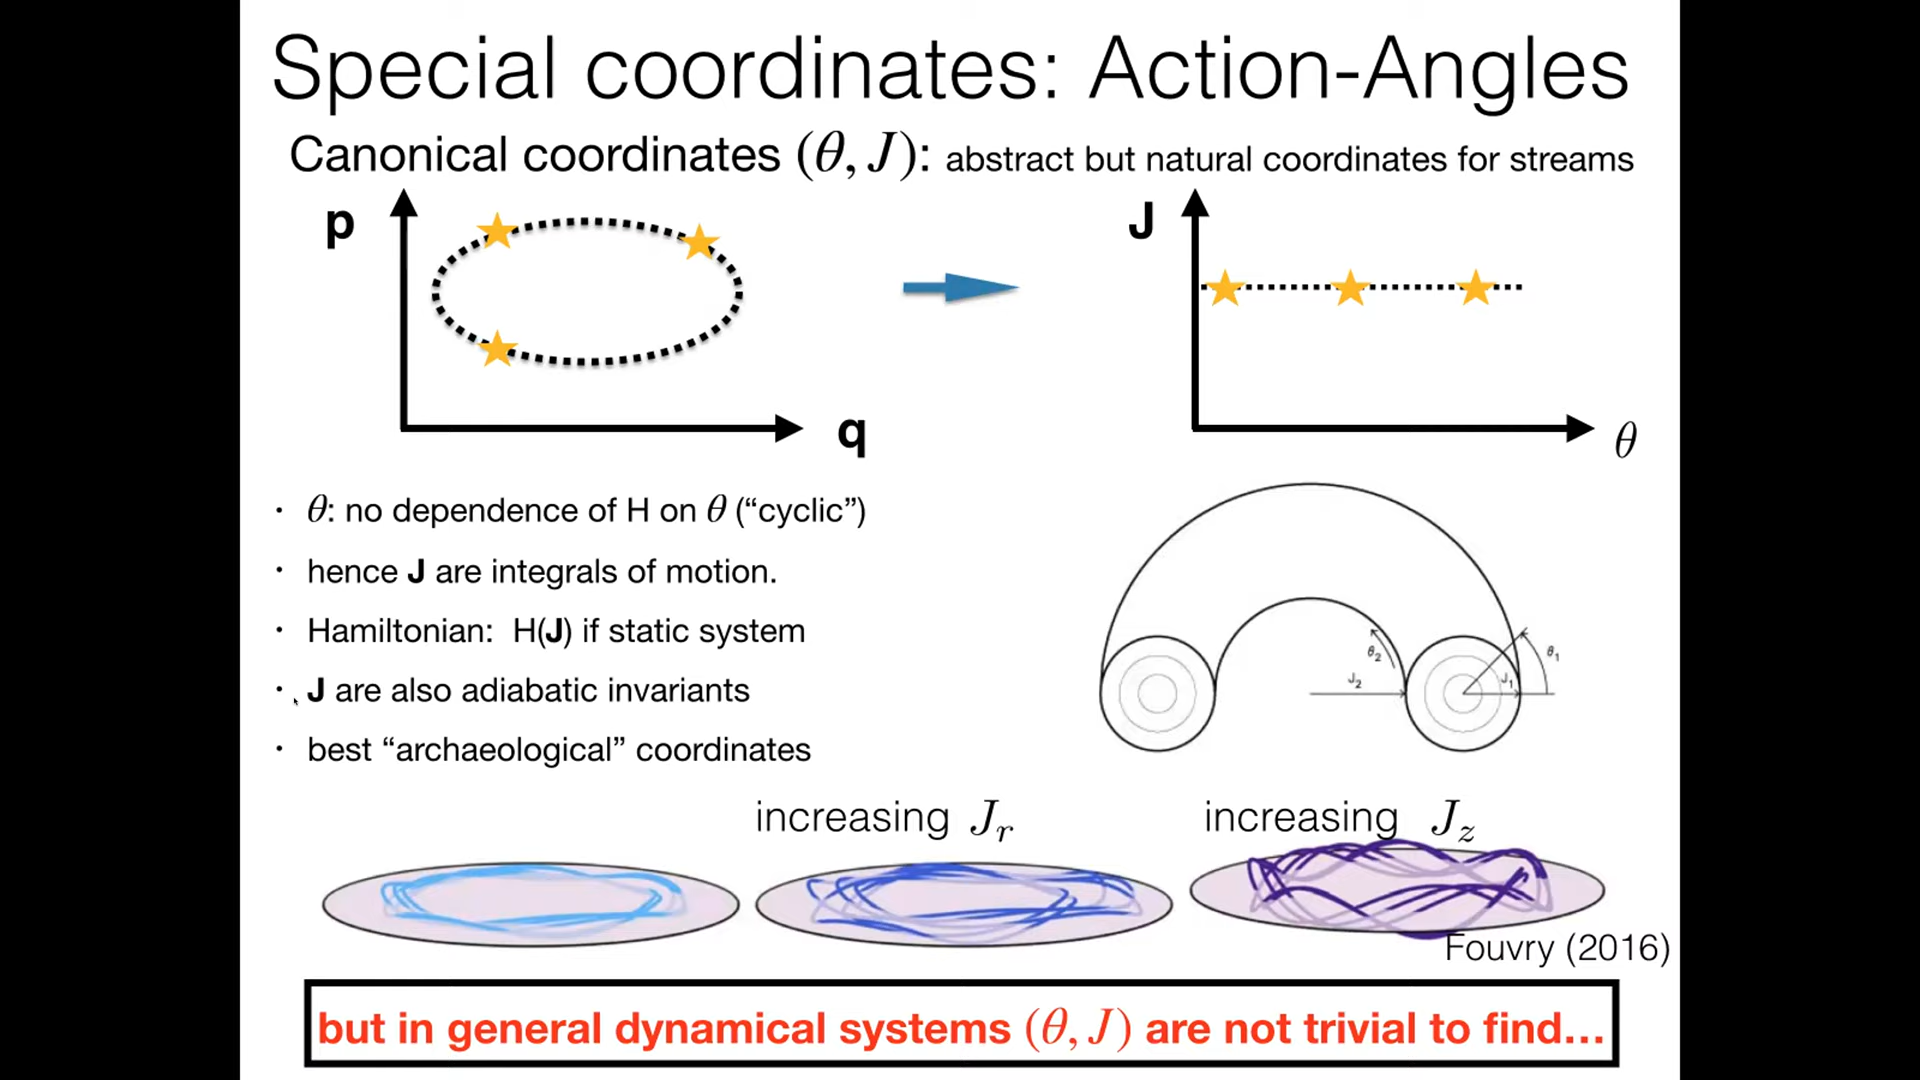 Special coordinates: Action-Angles
Canonical coordinates (θ, J): abstract but natural coordinates for streams
p
q
J
θ
· θ: no dependence of H on θ (“cyclic”)
· hence J are integrals of motion.
· Hamiltonian: H(J) if static system
· J are also adiabatic invariants
· best “archaeological” coordinates
θ₂
J₂
θ₁
J₁
increasing Jᵣ
increasing J_z
Fouvry (2016)
but in general dynamical systems (θ, J) are not trivial to find...